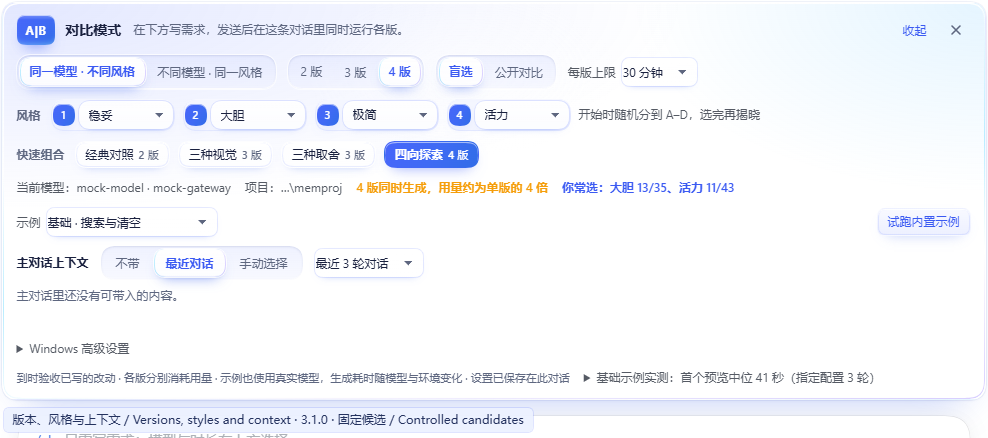 A|B 对比模式 在下方写需求，发送后在这条对话里同时运行各版。 收起 ×
同一模型 · 不同风格 不同模型 · 同一风格 2 版 3 版 4 版 盲选 公开对比 每版上限 30 分钟
风格 1 稳妥 2 大胆 3 极简 4 活力 开始时随机分到 A–D，选完再揭晓
快速组合 经典对照 2 版 三种视觉 3 版 三种取舍 3 版 四向探索 4 版
当前模型：mock-model · mock-gateway 项目：...\memproj 4 版同时生成，用量约为单版的 4 倍 你常选：大胆 13/35、活力 11/43
示例 基础 · 搜索与清空 试跑内置示例
主对话上下文 不带 最近对话 手动选择 最近 3 轮对话
主对话里还没有可带入的内容。
Windows 高级设置
到时验收已写的改动 · 各版分别消耗用量 · 示例也使用真实模型，生成耗时随模型与环境变化 · 设置已保存在此对话 基础示例实测：首个预览中位 41 秒（指定配置 3 轮）
版本、风格与上下文 / Versions, styles and context · 3.1.0 · 固定候选 / Controlled candidates